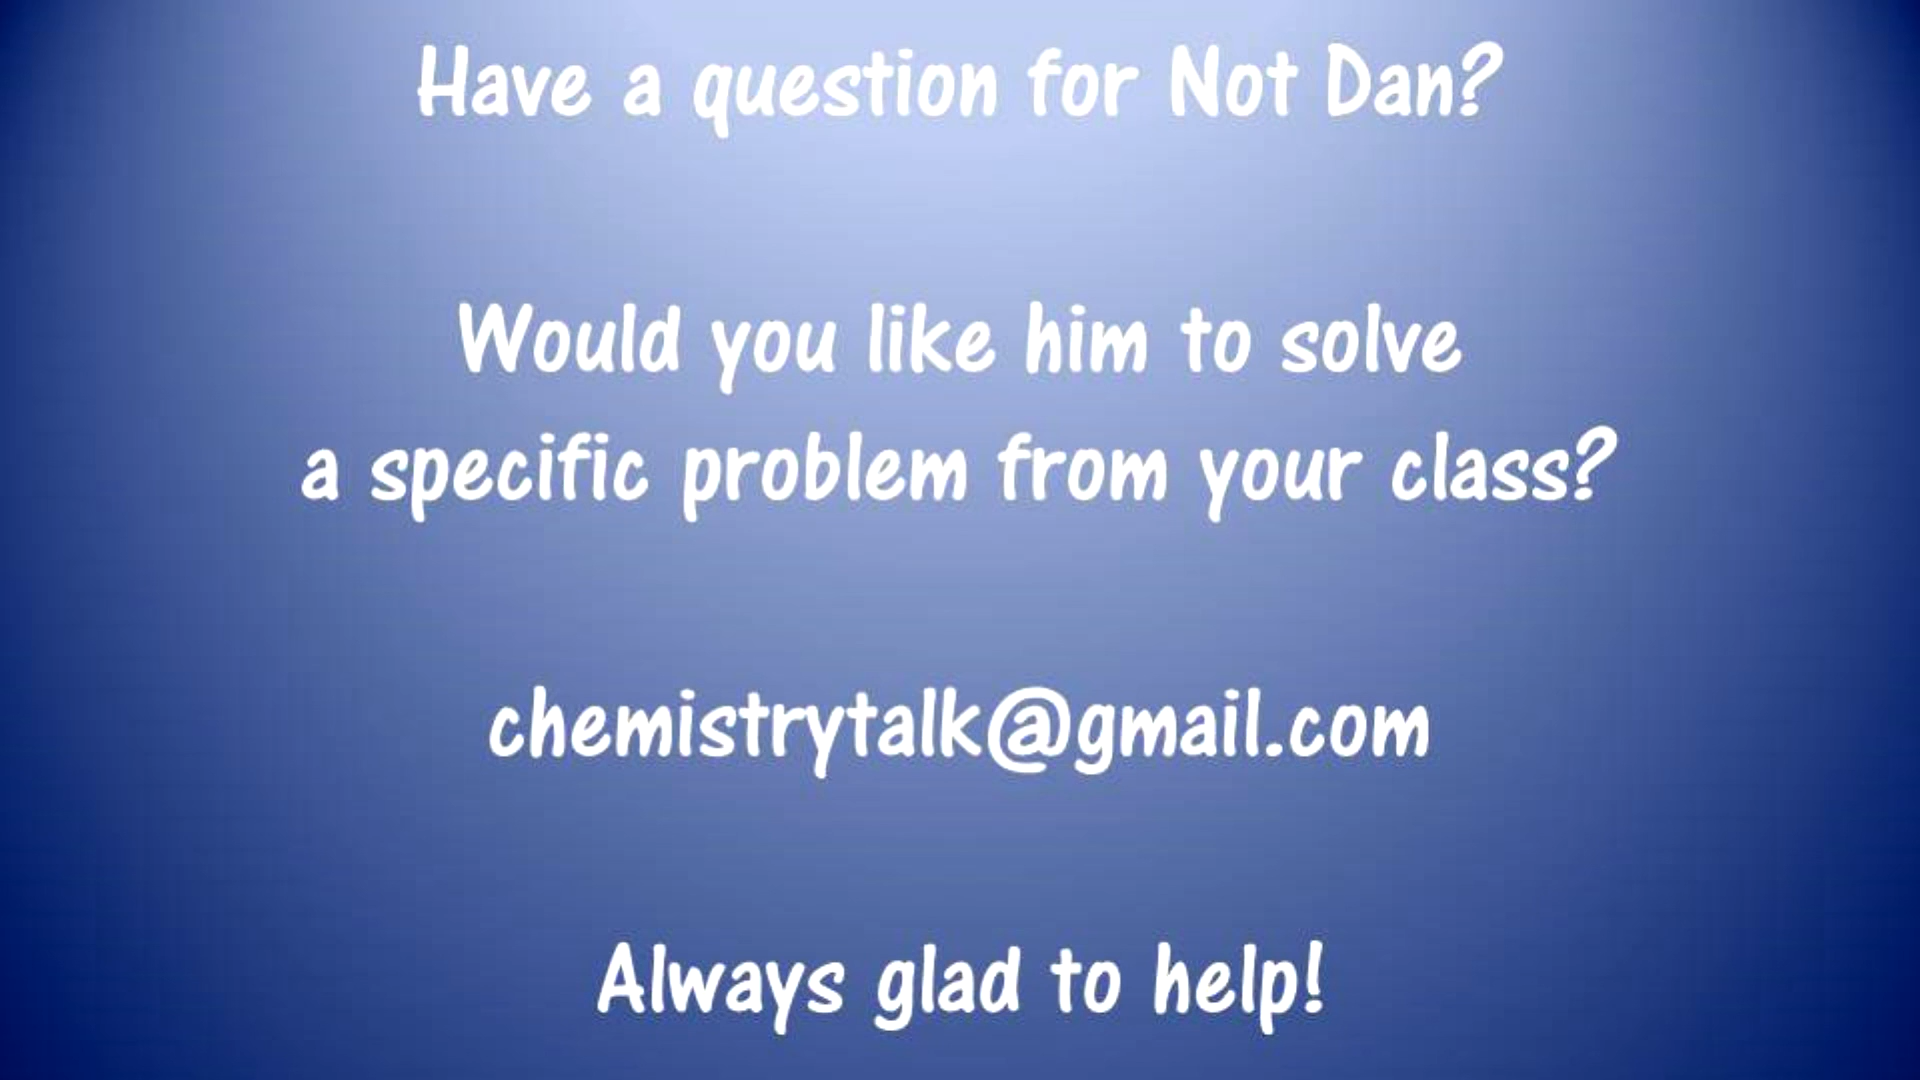 Have a question for Not Dan?
Would you like him to solve
a specific problem from your class?
chemistrytalk@gmail.com
Always glad to help!